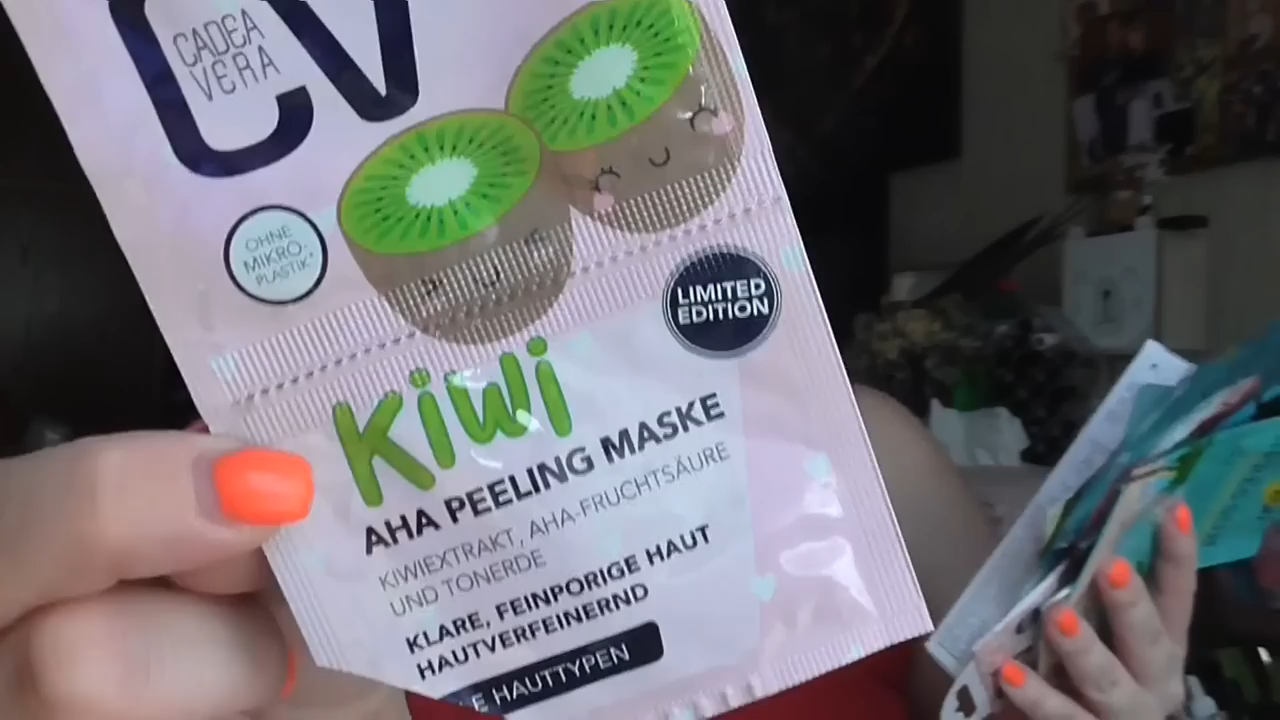 CV
CADEA
VERA
OHNE
MIKRO-
PLASTIK*
LIMITED
EDITION
Kiwi
AHA PEELING MASKE
KIWIEXTRAKT, AHA-FRUCHTSÄURE
UND TONERDE
KLARE, FEINPORIGE HAUT
HAUTVERFEINERND
LE HAUTTYPEN